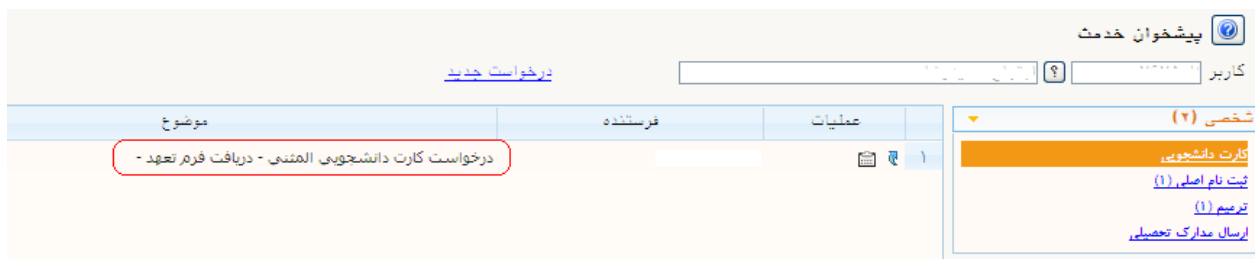 پیشخوان خدمت
کاربر
درخواست جدید
شخصی (۲)
کارت دانشجویی
ثبت نام اصلی (۱)
ترمیم (۱)
ارسال مدارک تحصیلی
عملیات فرستنده موضوع
۱ درخواست کارت دانشجویی المثنی - دریافت فرم تعهد -